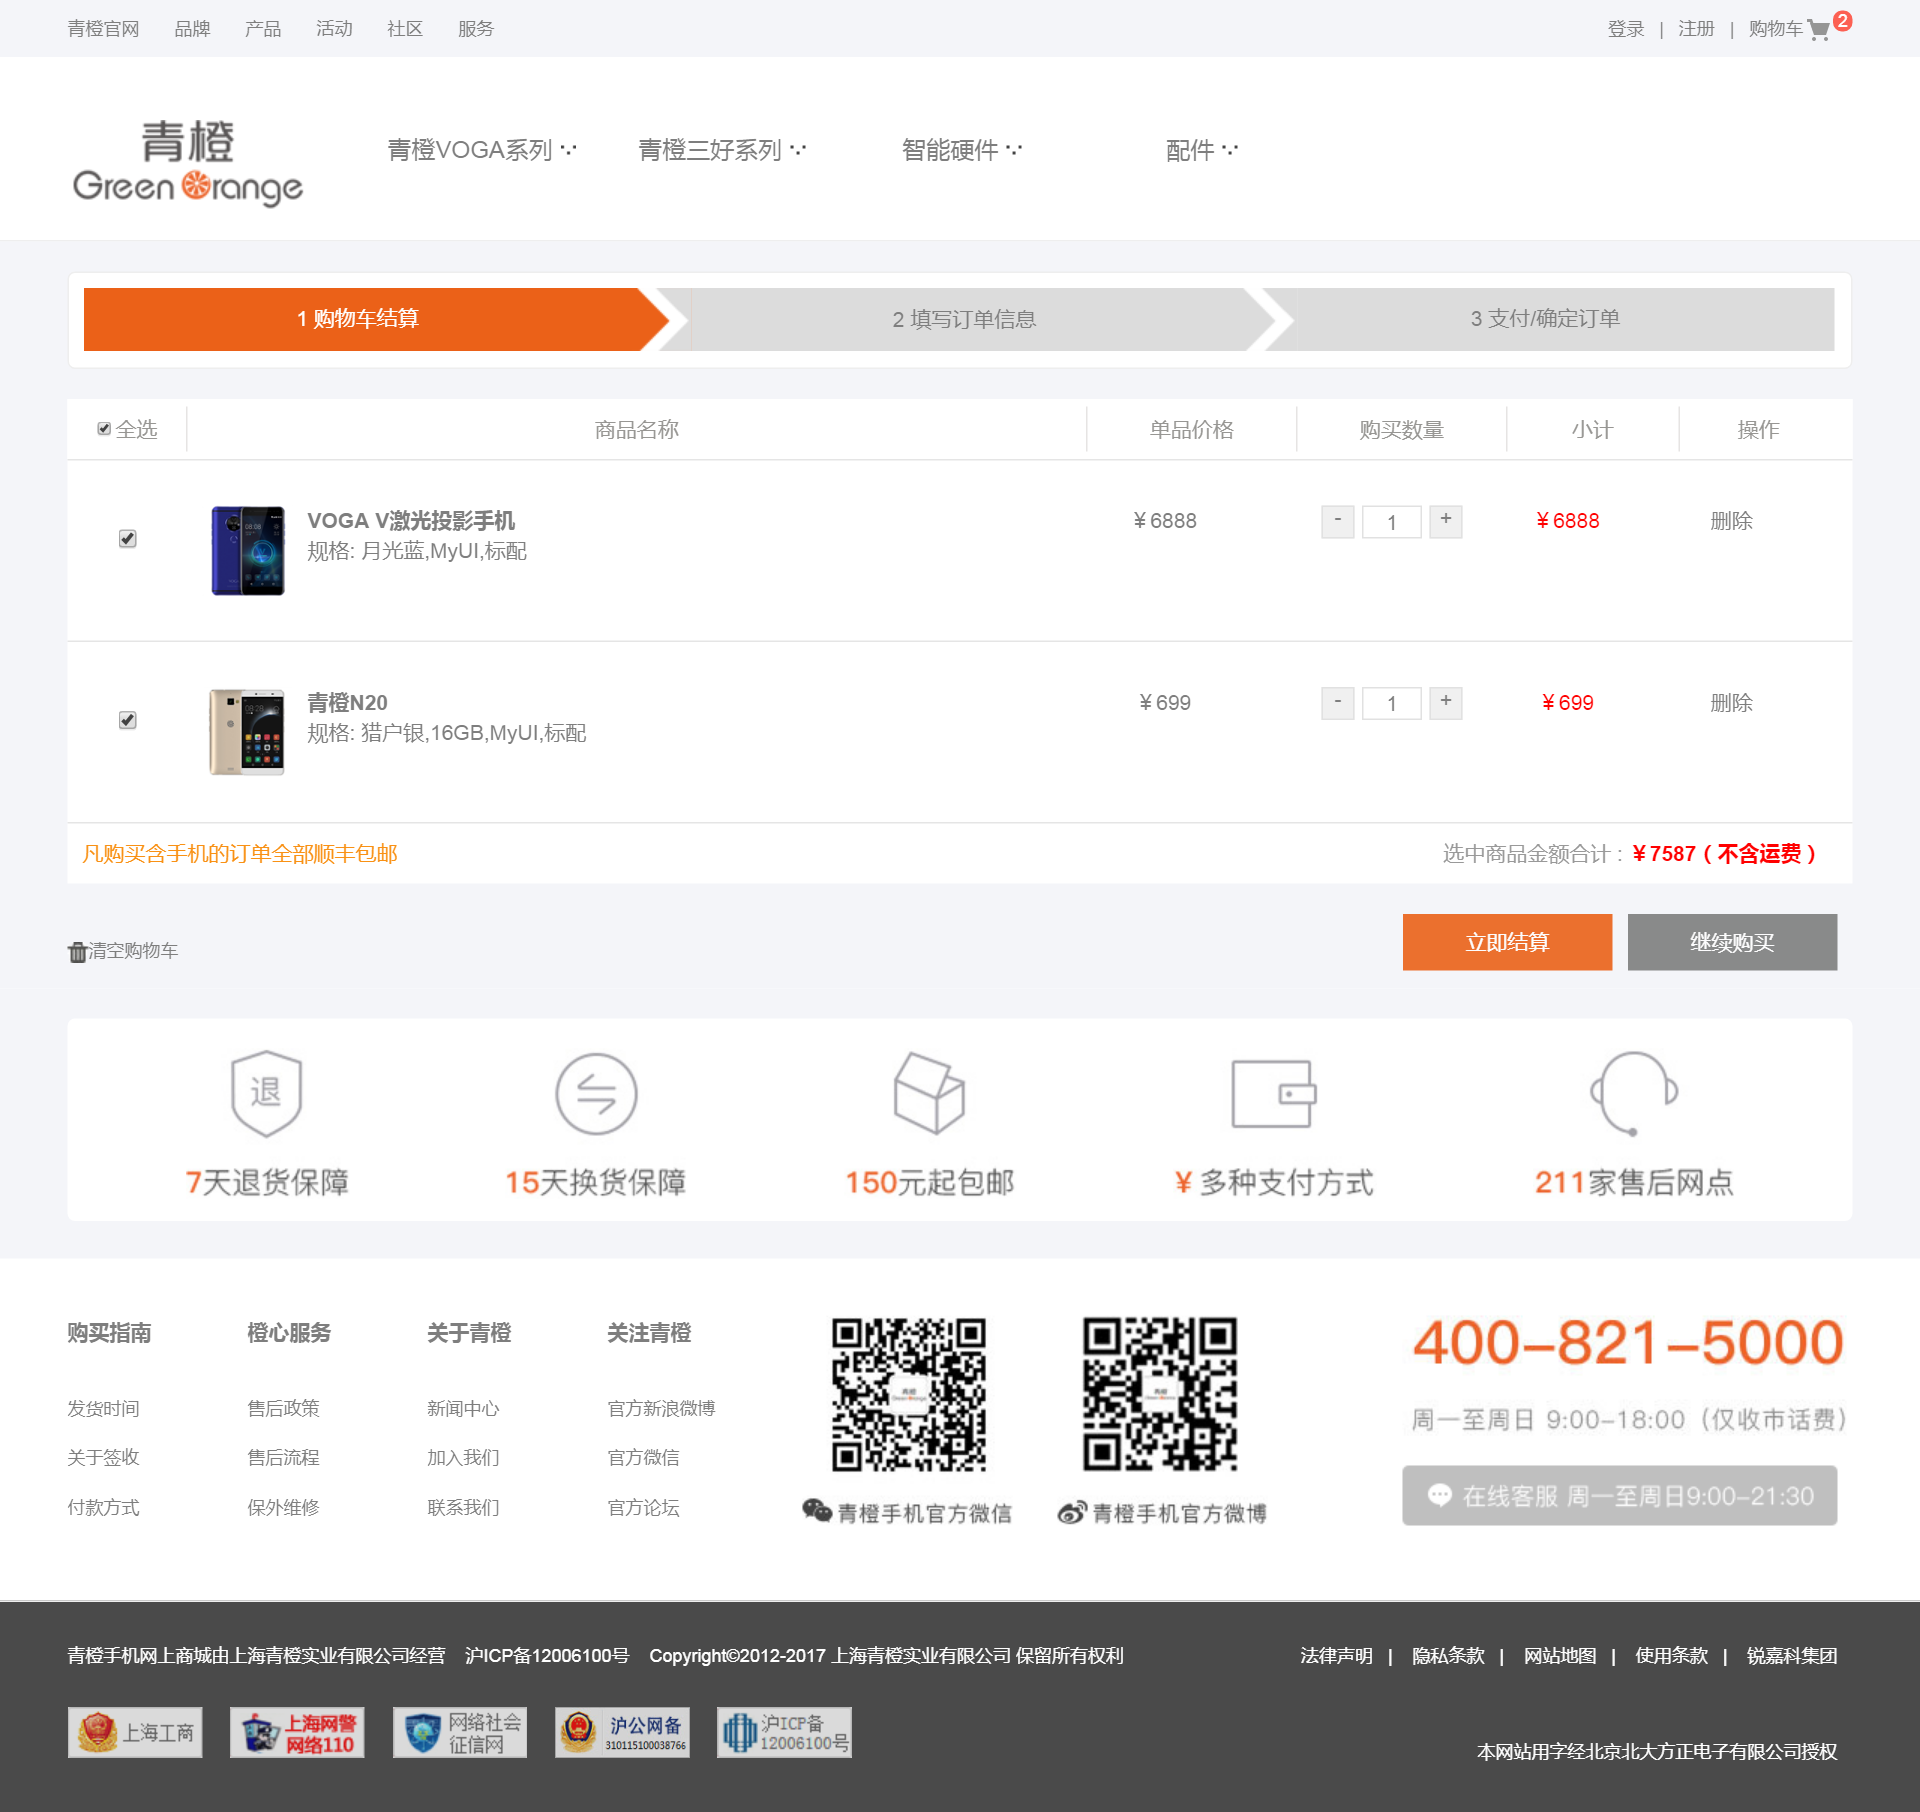 青橙官网 品牌 产品 活动 社区 服务 登录 | 注册 | 购物车 2
青橙
Green Orange
青橙VOGA系列 青橙三好系列 智能硬件 配件
1 购物车结算 2 填写订单信息 3 支付/确定订单
全选 商品名称 单品价格 购买数量 小计 操作
VOGA V激光投影手机 ¥6888 - 1 + ¥6888 删除
规格: 月光蓝,MyUI,标配
青橙N20 ¥699 - 1 + ¥699 删除
规格: 猎户银,16GB,MyUI,标配
凡购买含手机的订单全部顺丰包邮 选中商品金额合计 : ¥7587 ( 不含运费 )
清空购物车 立即结算 继续购买
退
7天退货保障 15天换货保障 150元起包邮 ¥ 多种支付方式 211家售后网点
购买指南 橙心服务 关于青橙 关注青橙
400-821-5000
发货时间 售后政策 新闻中心 官方新浪微博
周一至周日 9:00-18:00（仅收市话费）
关于签收 售后流程 加入我们 官方微信
在线客服 周一至周日9:00-21:30
付款方式 保外维修 联系我们 官方论坛
青橙手机官方微信 青橙手机官方微博
青橙手机网上商城由上海青橙实业有限公司经营 沪ICP备12006100号 Copyright©2012-2017 上海青橙实业有限公司 保留所有权利 法律声明 | 隐私条款 | 网站地图 | 使用条款 | 锐嘉科集团
上海工商
上海网警
网络110
网络社会
征信网
沪公网备
310115100038766
沪ICP备
12006100号
本网站用字经北京北大方正电子有限公司授权